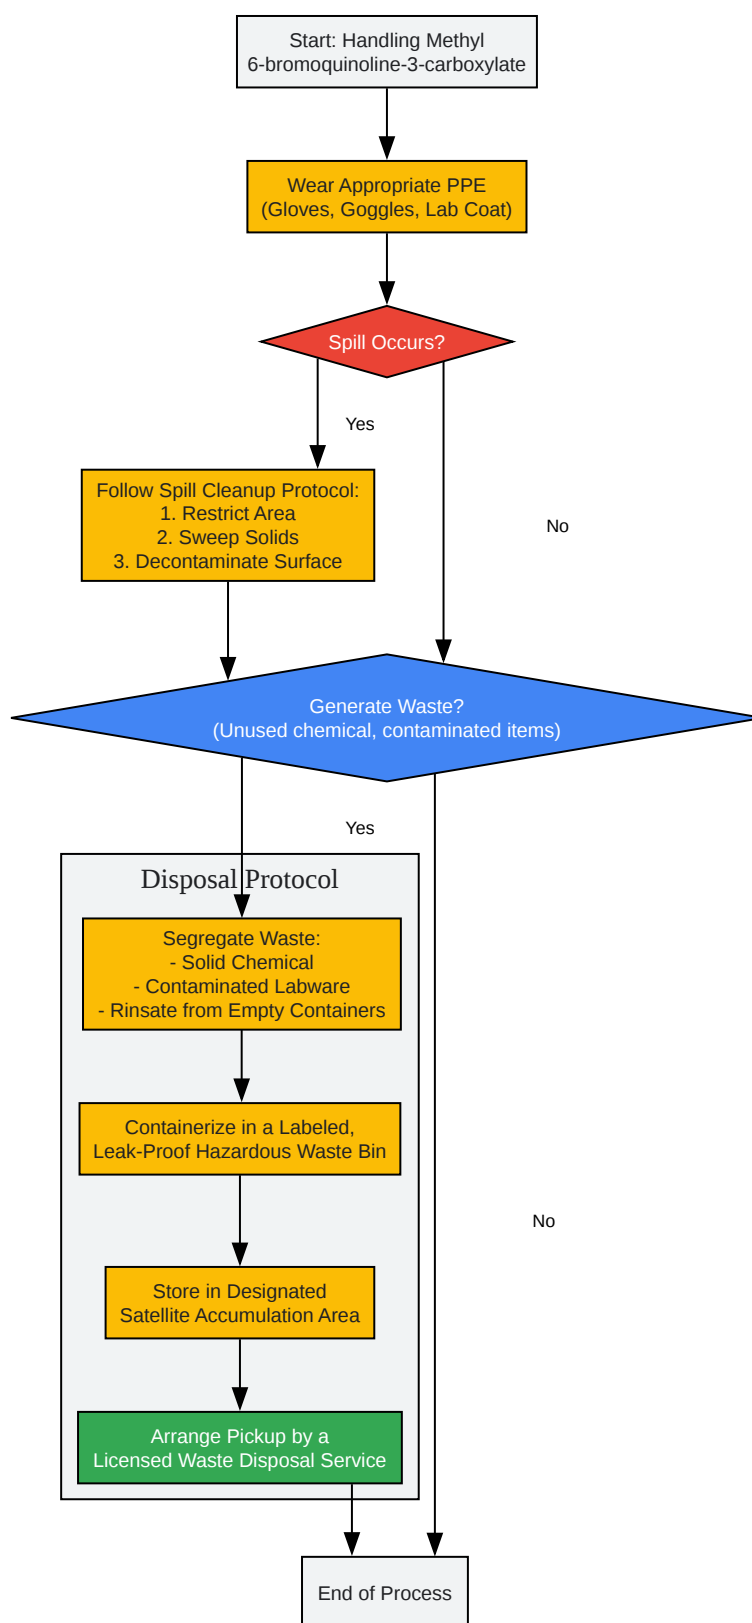 Start: Handling Methyl
6-bromoquinoline-3-carboxylate
Wear Appropriate PPE
(Gloves, Goggles, Lab Coat)
Spill Occurs?
Yes
Follow Spill Cleanup Protocol:
1. Restrict Area
2. Sweep Solids
3. Decontaminate Surface
No
Generate Waste?
(Unused chemical, contaminated items)
Yes
Disposal Protocol
Segregate Waste:
- Solid Chemical
- Contaminated Labware
- Rinsate from Empty Containers
Containerize in a Labeled,
Leak-Proof Hazardous Waste Bin
No
Store in Designated
Satellite Accumulation Area
Arrange Pickup by a
Licensed Waste Disposal Service
End of Process